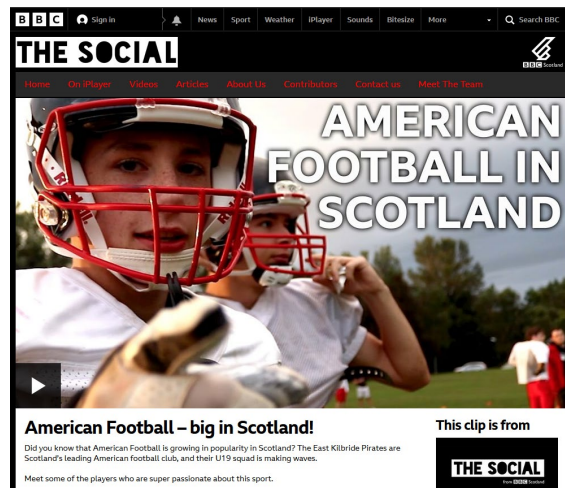 BBC Sign in News Sport Weather iPlayer Sounds Bitesize More Search BBC
THE SOCIAL
BBC Scotland
Home On iPlayer Videos Articles About Us Contributors Contact us Meet The Team
AMERICAN
FOOTBALL IN
SCOTLAND
American Football – big in Scotland!
Did you know that American Football is growing in popularity in Scotland? The East Kilbride Pirates are
Scotland's leading American football club, and their U19 squad is making waves.
Meet some of the players who are super passionate about this sport.
This clip is from
THE SOCIAL
from BBC Scotland